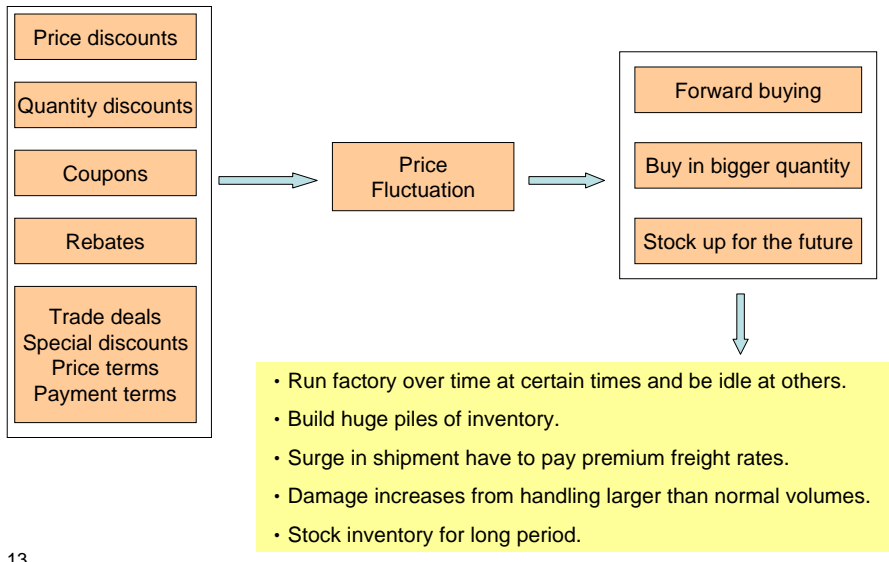 Price discounts
Quantity discounts
Coupons
Rebates
Trade deals
Special discounts
Price terms
Payment terms
Price
Fluctuation
Forward buying
Buy in bigger quantity
Stock up for the future
・Run factory over time at certain times and be idle at others.
・Build huge piles of inventory.
・Surge in shipment have to pay premium freight rates.
・Damage increases from handling larger than normal volumes.
・Stock inventory for long period.
13